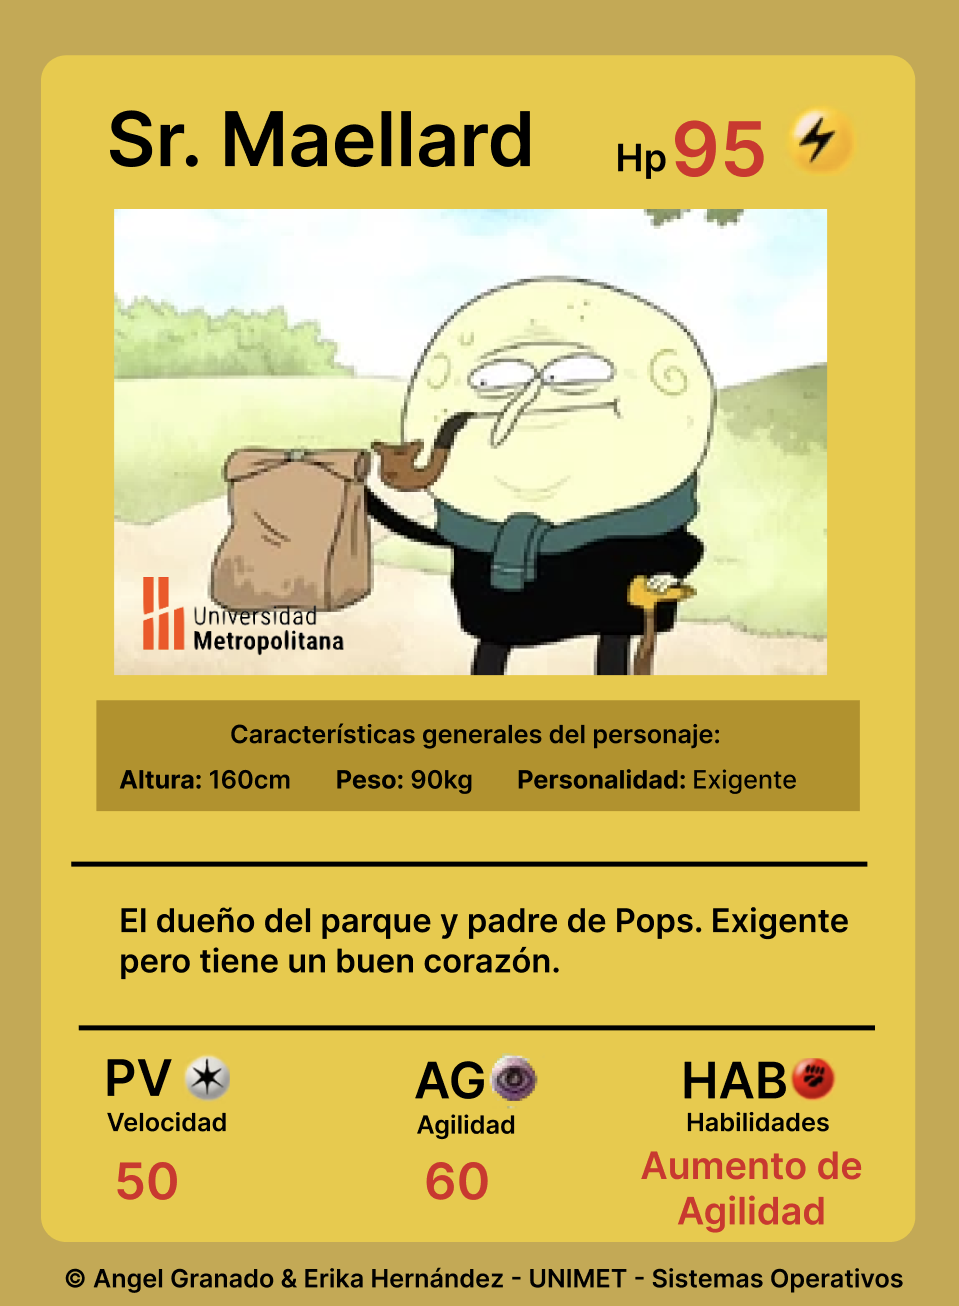 Sr. Maellard
Hp 95
Universidad
Metropolitana
Características generales del personaje:
Altura: 160cm Peso: 90kg Personalidad: Exigente
El dueño del parque y padre de Pops. Exigente
pero tiene un buen corazón.
PV AG HAB
Velocidad Agilidad Habilidades
50 60 Aumento de
Agilidad
© Angel Granado & Erika Hernández - UNIMET - Sistemas Operativos